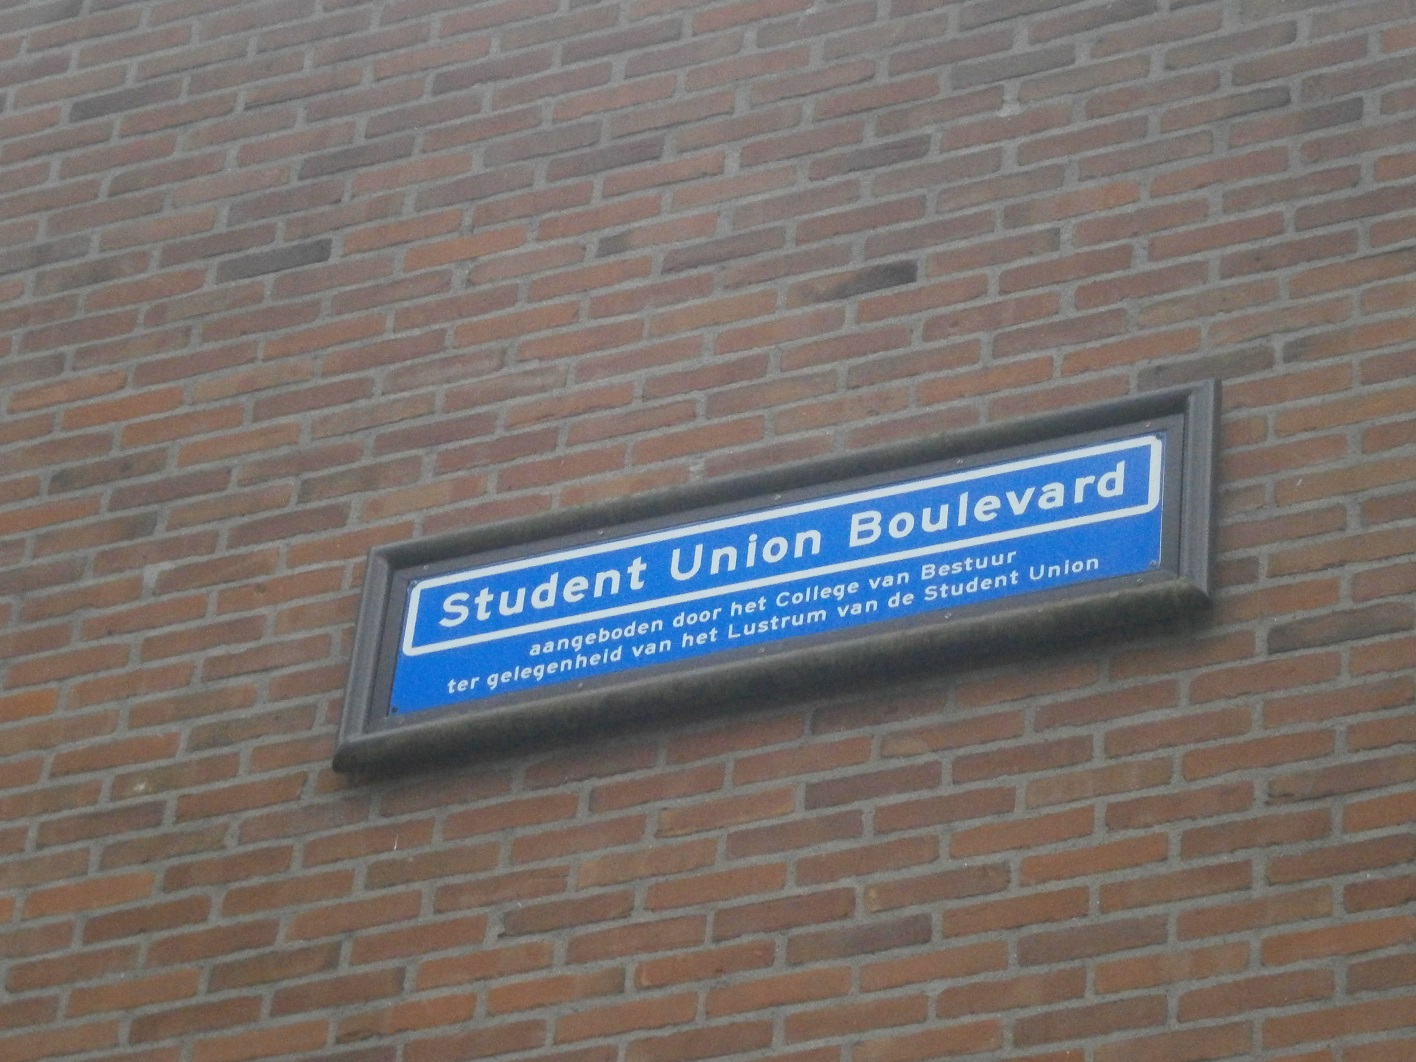 Student Union Boulevard
aangeboden door het College van Bestuur
ter gelegenheid van het Lustrum van de Student Union